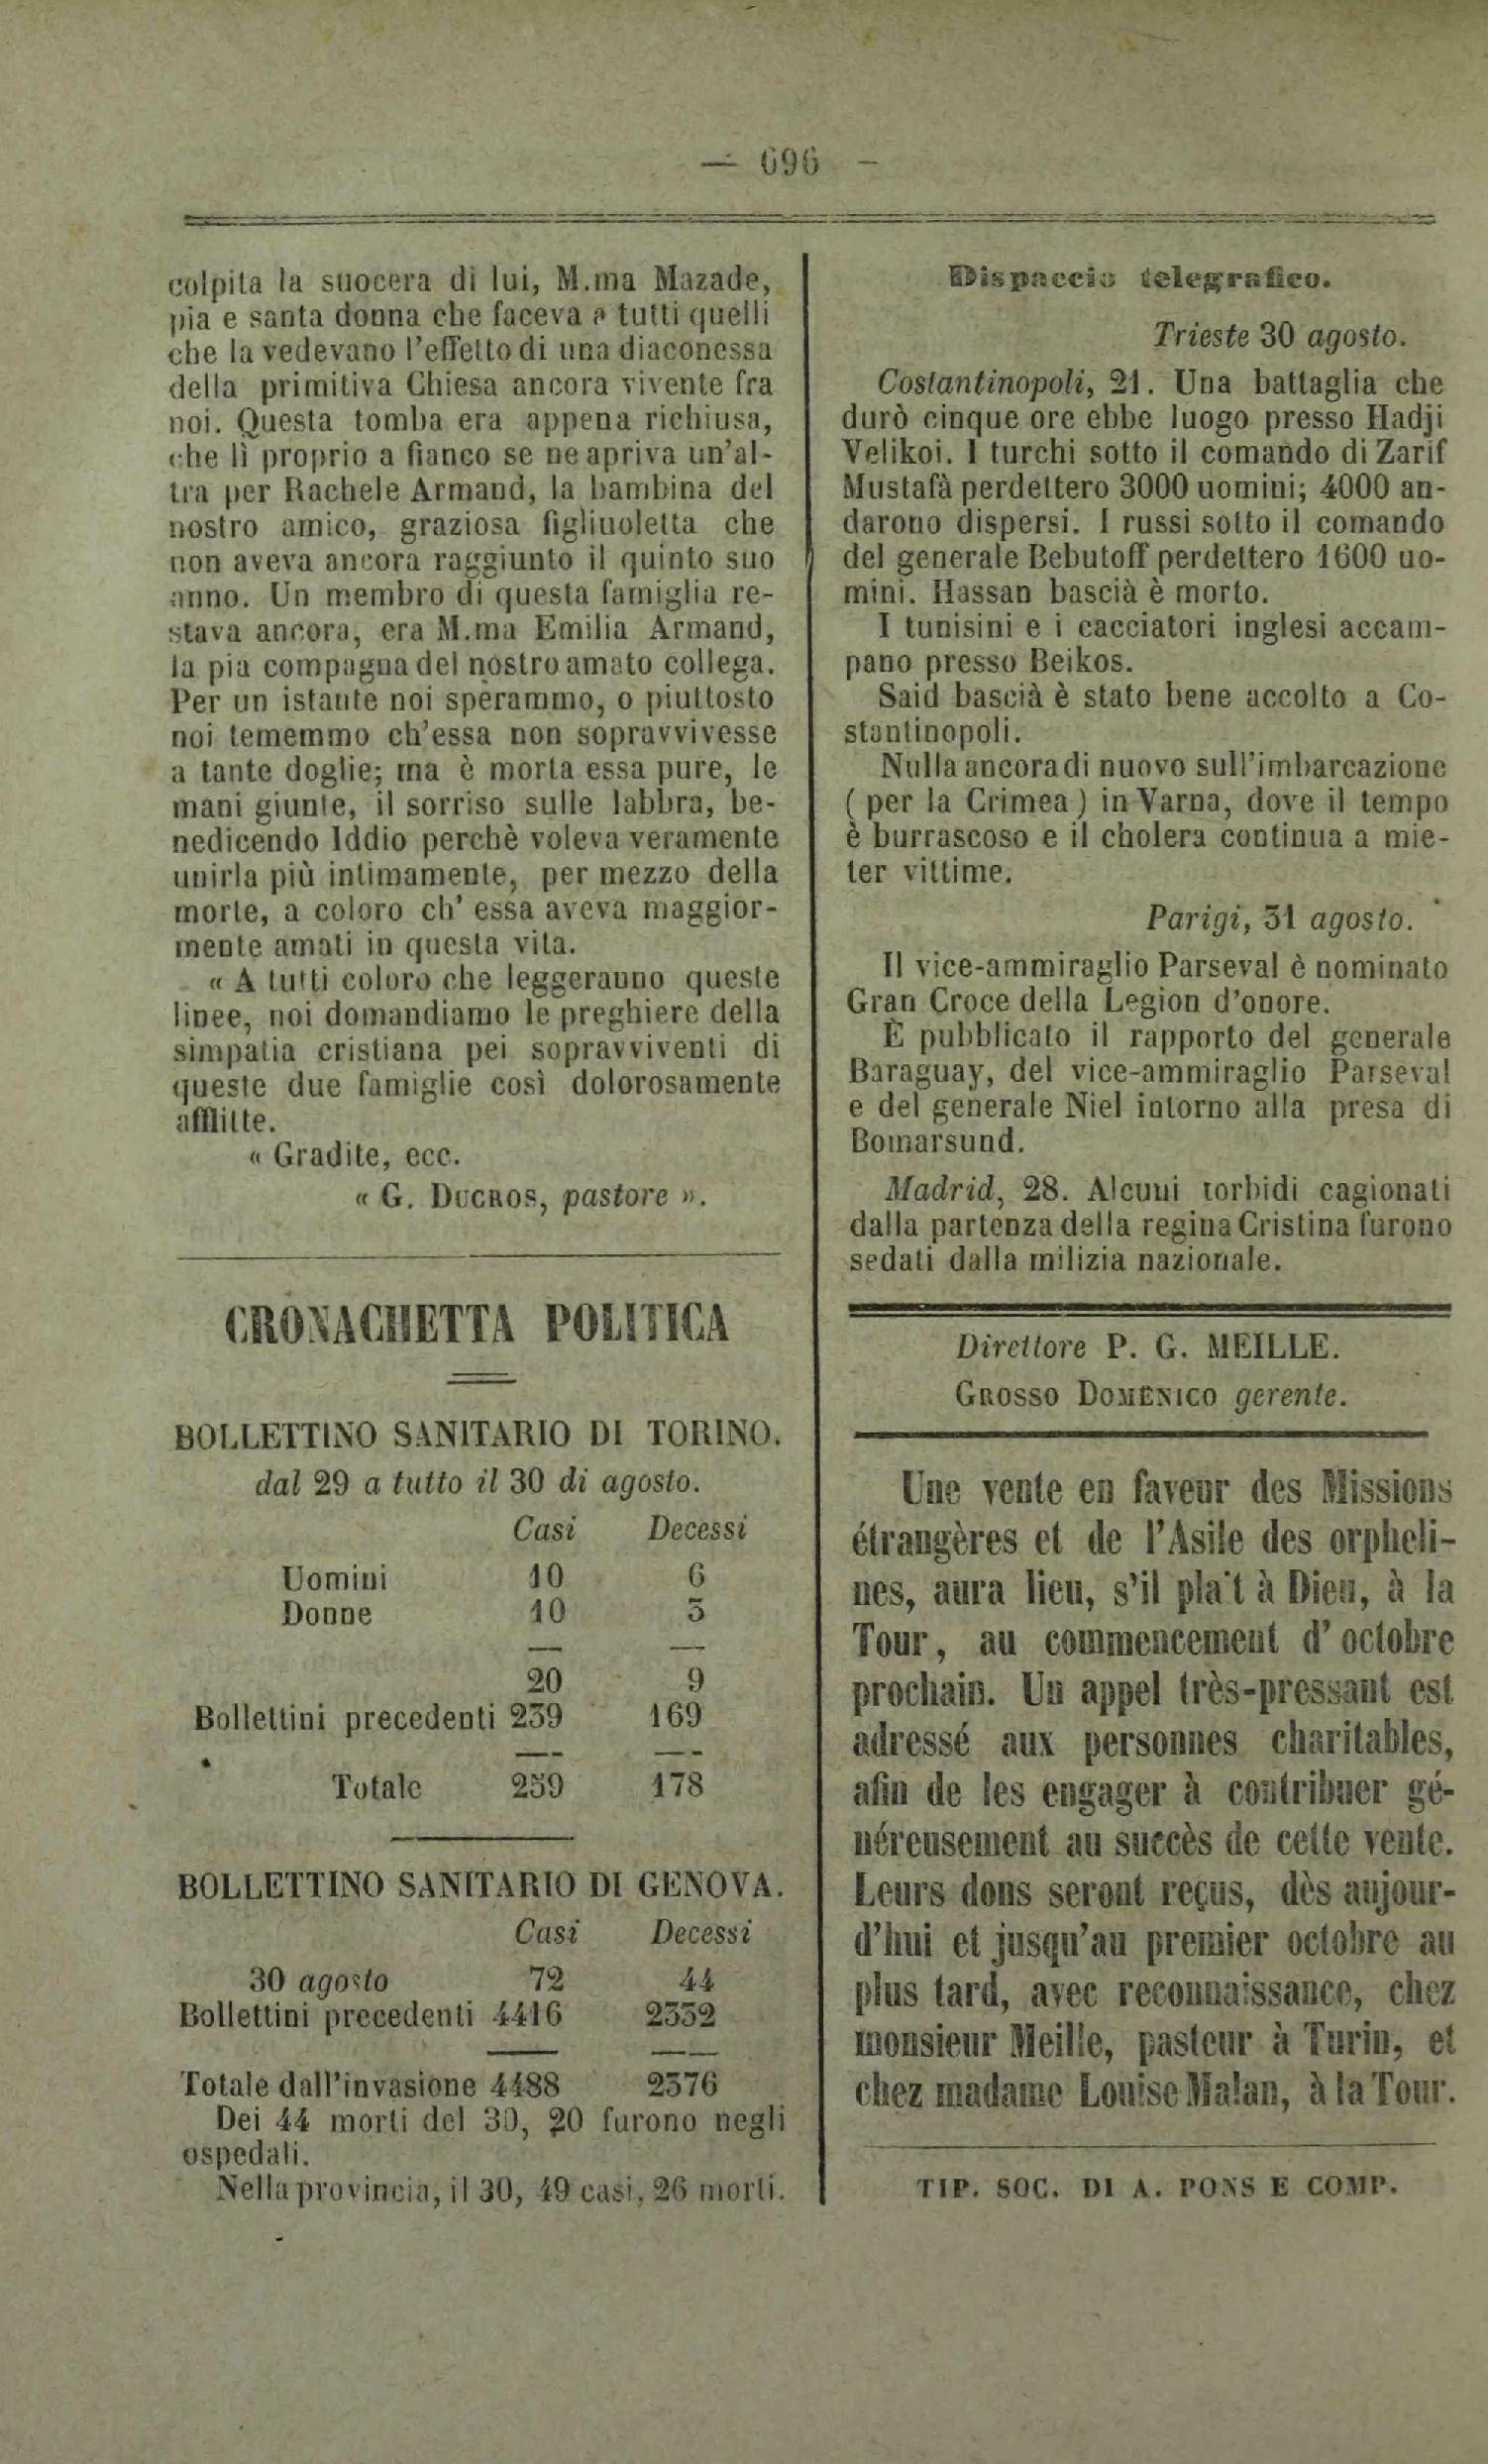 — 696 —
colpita la suocera di lui, M.ma Mazade,
pia e santa donna che faceva a tutti quelli
che la vedevano l'effetto di una diaconessa
della primitiva Chiesa ancora vivente fra
noi. Questa tomba era appena richiusa,
che lì proprio a fianco se ne apriva un'al-
tra per Rachele Armand, la bambina del
nostro amico, graziosa figliuoletta che
non aveva ancora raggiunto il quinto suo
anno. Un membro di questa famiglia re-
stava ancora, era M.ma Emilia Armand,
la pia compagna del nostro amato collega.
Per un istante noi sperammo, o piuttosto
noi tememmo ch'essa non sopravvivesse
a tante doglie; ma è morta essa pure, le
mani giunte, il sorriso sulle labbra, be-
nedicendo Iddio perchè voleva veramente
unirla più intimamente, per mezzo della
morte, a coloro ch' essa aveva maggior-
mente amati in questa vita.
« A tutti coloro che leggeranno queste
linee, noi domandiamo le preghiere della
simpatia cristiana pei sopravviventi di
queste due famiglie così dolorosamente
afflitte.
« Gradite, ecc.
« G. DUCROS, pastore ».
CRONACHETTA POLITICA
BOLLETTINO SANITARIO DI TORINO.
dal 29 a tutto il 30 di agosto.
Casi Decessi
Uomini 10 6
Donne 10 3
20 9
Bollettini precedenti 239 169
Totale 259 178
BOLLETTINO SANITARIO DI GENOVA.
Casi Decessi
30 agosto 72 44
Bollettini precedenti 4416 2332
Totale dall'invasione 4488 2376
Dei 44 morti del 30, 20 furono negli
ospedali.
Nella provincia, il 30, 49 casi, 26 morti.
Dispaccio telegrafico.
Trieste 30 agosto.
Costantinopoli, 21. Una battaglia che
durò cinque ore ebbe luogo presso Hadji
Velikoi. I turchi sotto il comando di Zarif
Mustafà perdettero 3000 uomini; 4000 an-
darono dispersi. I russi sotto il comando
del generale Bebutoff perdettero 1600 uo-
mini. Hassan bascià è morto.
I tunisini e i cacciatori inglesi accam-
pano presso Beikos.
Said bascià è stato bene accolto a Co-
stantinopoli.
Nulla ancora di nuovo sull'imbarcazione
( per la Crimea ) in Varna, dove il tempo
è burrascoso e il cholera continua a mie-
ter vittime.
Parigi, 31 agosto.
Il vice-ammiraglio Parseval è nominato
Gran Croce della Legion d'onore.
È pubblicato il rapporto del generale
Baraguay, del vice-ammiraglio Parseval
e del generale Niel intorno alla presa di
Bomarsund.
Madrid, 28. Alcuni torbidi cagionati
dalla partenza della regina Cristina furono
sedati dalla milizia nazionale.
Direttore P. G. MEILLE.
GROSSO DOMENICO gerente.
Une vente en faveur des Missions
étrangères et de l'Asile des orpheli-
nes, aura lieu, s'il plaît à Dieu, à la
Tour, au commencement d' octobre
prochain. Un appel très-pressant est
adressé aux personnes charitables,
afin de les engager à contribuer gé-
néreusement au succès de cette vente.
Leurs dons seront reçus, dès aujour-
d'hui et jusqu'au premier octobre au
plus tard, avec reconnaissance, chez
monsieur Meille, pasteur à Turin, et
chez madame Louise Malan, à la Tour.
TIP. SOC. DI A. PONS E COMP.